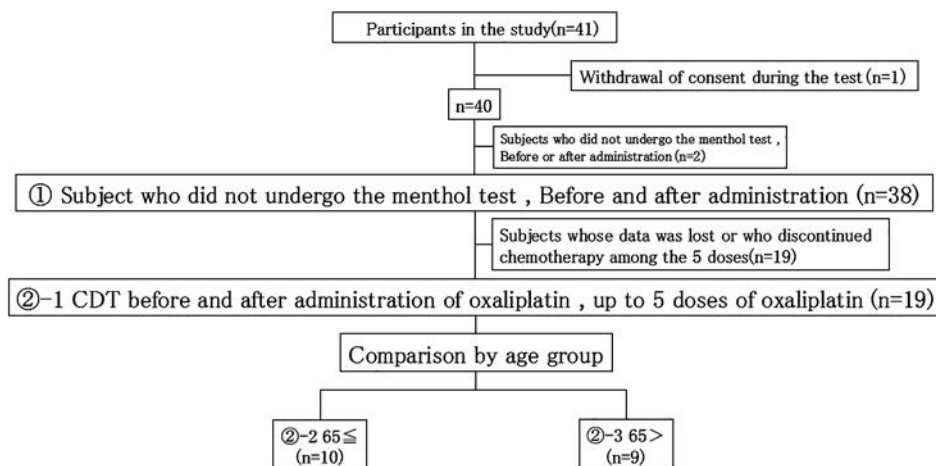 Participants in the study(n=41)
Withdrawal of consent during the test (n=1)
n=40
Subjects who did not undergo the menthol test ,
Before or after administration (n=2)
① Subject who did not undergo the menthol test , Before and after administration (n=38)
Subjects whose data was lost or who discontinued
chemotherapy among the 5 doses(n=19)
②-1 CDT before and after administration of oxaliplatin , up to 5 doses of oxaliplatin (n=19)
Comparison by age group
②-2 65≦
(n=10)
②-3 65>
(n=9)